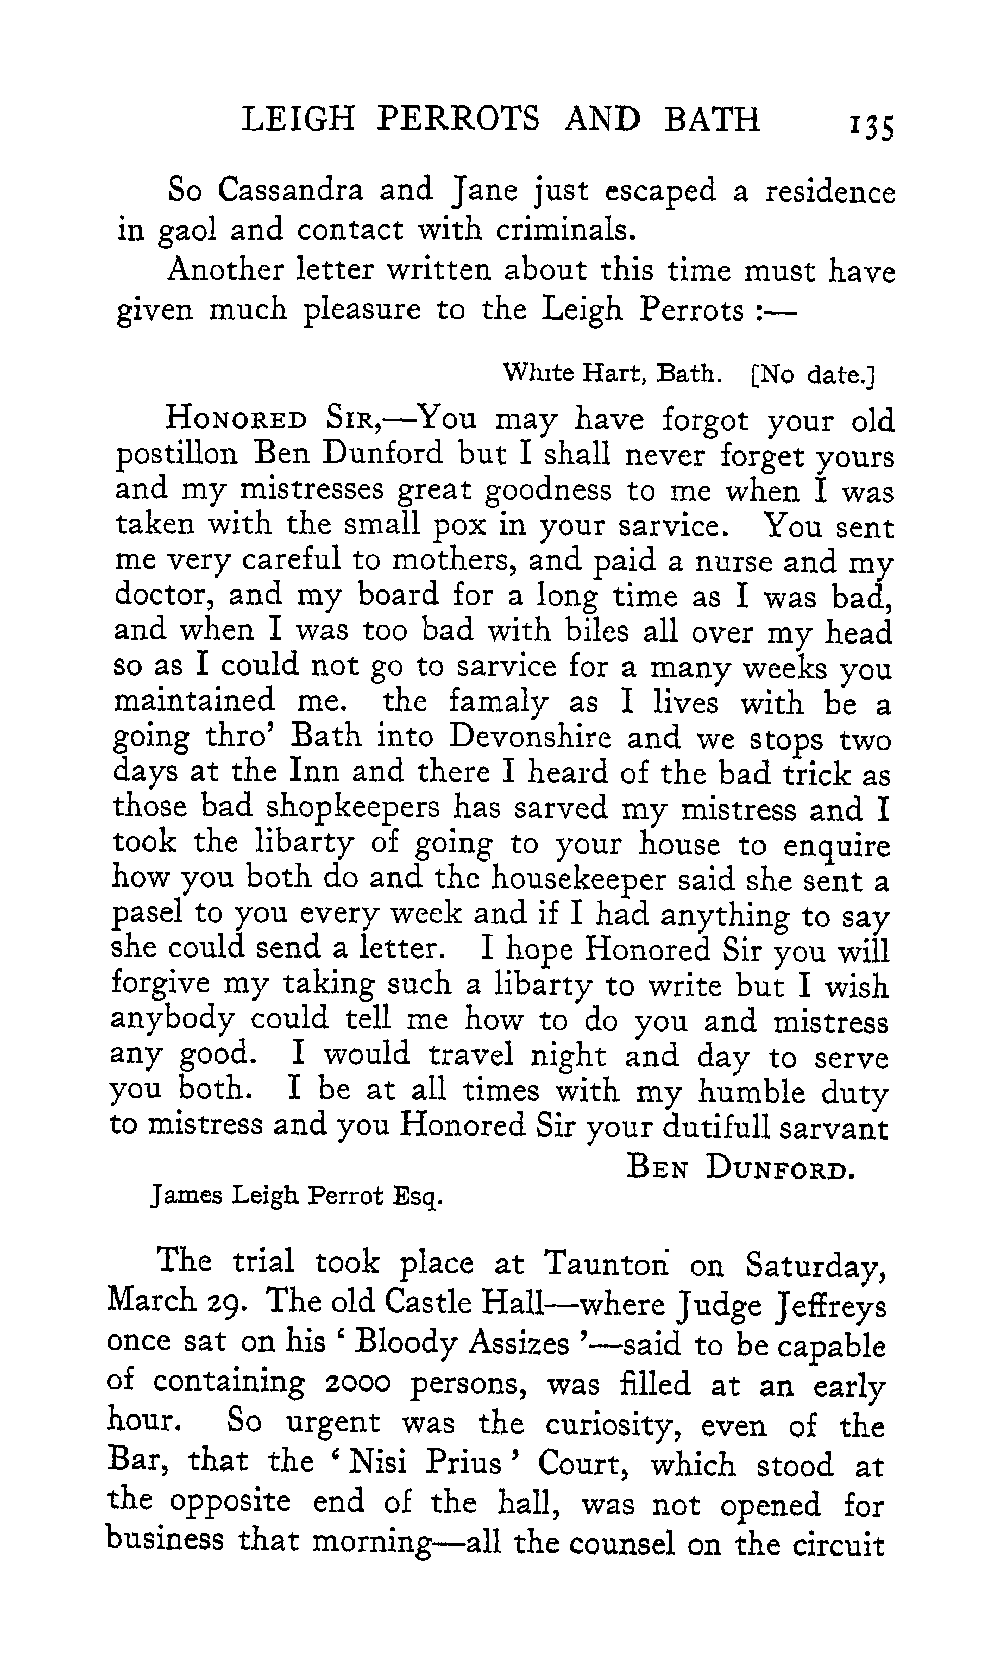 LEIGH PERROTS AND BATH 135
So Cassandra and Jane just escaped a residence
in gaol and contact with criminals.
Another letter written about this time must have
given much pleasure to the Leigh Perrots :—
White Hart, Bath. [No date.]
HONORED SIR,—You may have forgot your old
postillon Ben Dunford but I shall never forget yours
and my mistresses great goodness to me when I was
taken with the small pox in your sarvice. You sent
me very careful to mothers, and paid a nurse and my
doctor, and my board for a long time as I was bad,
and when I was too bad with biles all over my head
so as I could not go to sarvice for a many weeks you
maintained me. the famaly as I lives with be a
going thro' Bath into Devonshire and we stops two
days at the Inn and there I heard of the bad trick as
those bad shopkeepers has sarved my mistress and I
took the libarty of going to your house to enquire
how you both do and the housekeeper said she sent a
pasel to you every week and if I had anything to say
she could send a letter. I hope Honored Sir you will
forgive my taking such a libarty to write but I wish
anybody could tell me how to do you and mistress
any good. I would travel night and day to serve
you both. I be at all times with my humble duty
to mistress and you Honored Sir your dutifull sarvant
BEN DUNFORD.
James Leigh Perrot Esq.
The trial took place at Taunton on Saturday,
March 29. The old Castle Hall—where Judge Jeffreys
once sat on his ‘ Bloody Assizes ’—said to be capable
of containing 2000 persons, was filled at an early
hour. So urgent was the curiosity, even of the
Bar, that the ‘ Nisi Prius ’ Court, which stood at
the opposite end of the hall, was not opened for
business that morning—all the counsel on the circuit